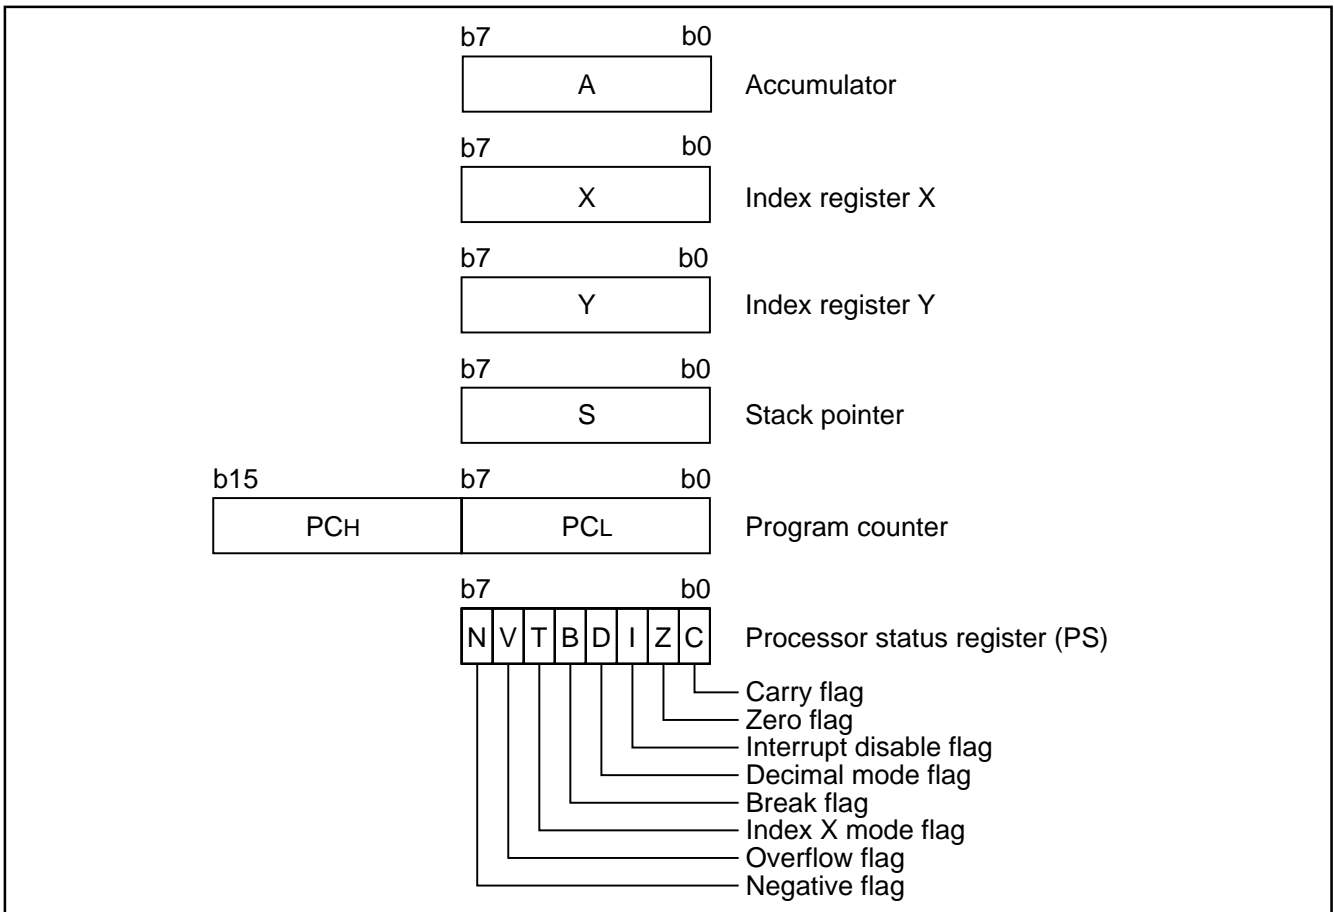 b7 b0
A Accumulator
b7 b0
X Index register X
b7 b0
Y Index register Y
b7 b0
S Stack pointer
b15 b7 b0
PCH PCL Program counter
b7 b0
N V T B D I Z C Processor status register (PS)
Carry flag
Zero flag
Interrupt disable flag
Decimal mode flag
Break flag
Index X mode flag
Overflow flag
Negative flag